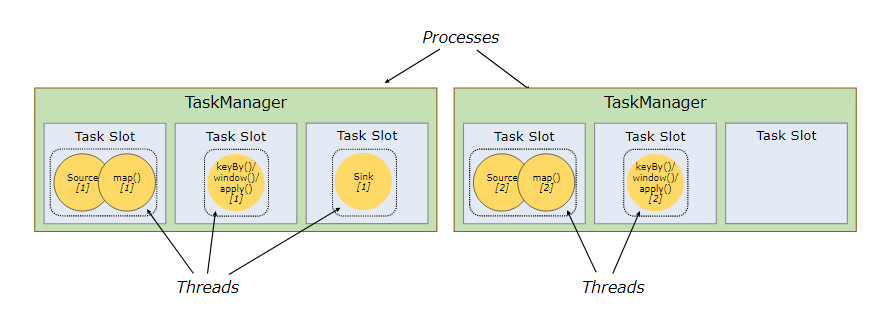 Processes
TaskManager
Task Slot
Source
[1]
map()
[1]
Task Slot
keyBy()/
window()/
apply()
[1]
Task Slot
Sink
[1]
Threads
TaskManager
Task Slot
Source
[2]
map()
[2]
Task Slot
keyBy()/
window()/
apply()
[2]
Task Slot
Threads